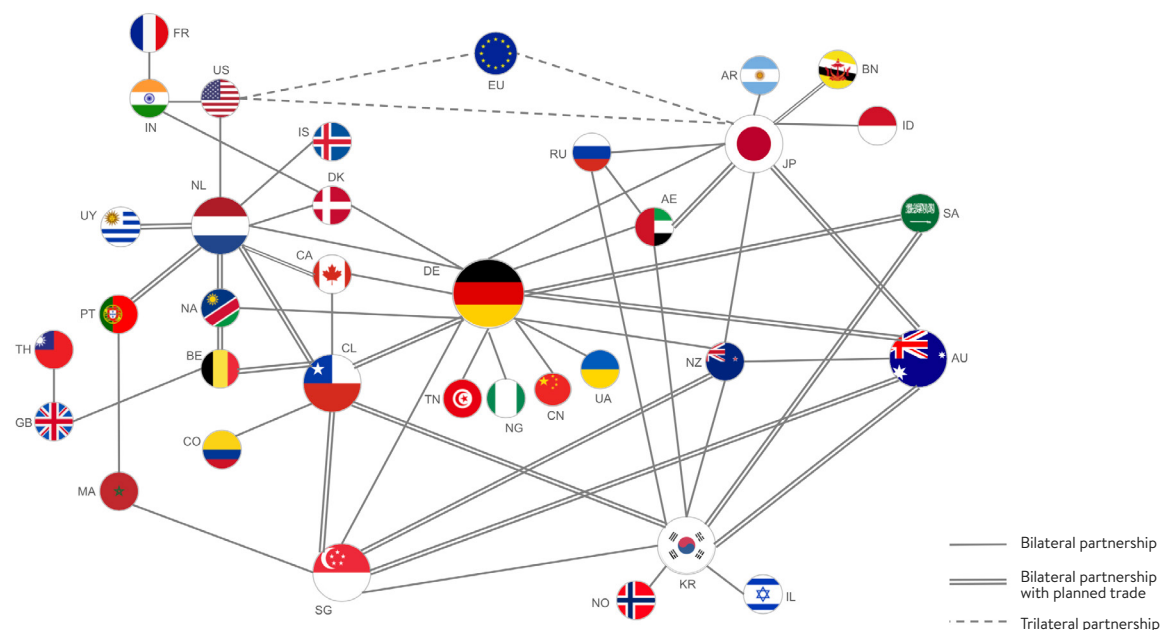 FR
US
EU
AR
BN
IN
ID
IS
RU
JP
NL
DK
AE
UY
SA
CA
DE
PT
NA
TH
BE
CL
NZ
AU
TN
NG
CN
UA
GB
CO
MA
SG
KR
NO
IL
Bilateral partnership
Bilateral partnership
with planned trade
Trilateral partnership